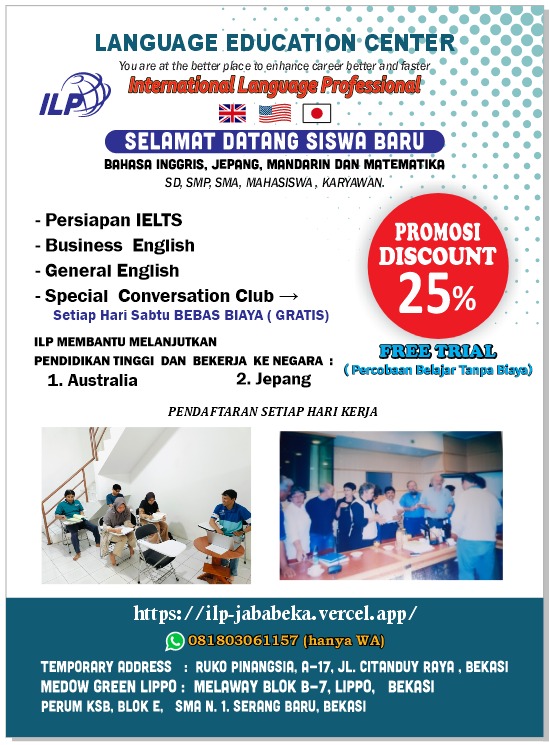 LANGUAGE EDUCATION CENTER
You are at the better place to enhance career better and faster
International Language Professional
ILP
SELAMAT DATANG SISWA BARU
BAHASA INGGRIS, JEPANG, MANDARIN DAN MATEMATIKA
SD, SMP, SMA, MAHASISWA , KARYAWAN.
- Persiapan IELTS
- Business English
- General English
- Special Conversation Club →
Setiap Hari Sabtu BEBAS BIAYA ( GRATIS)
PROMOSI
DISCOUNT
25%
FREE TRIAL
( Percobaan Belajar Tanpa Biaya)
ILP MEMBANTU MELANJUTKAN
PENDIDIKAN TINGGI DAN BEKERJA KE NEGARA :
1. Australia
2. Jepang
PENDAFTARAN SETIAP HARI KERJA
https://ilp-jababeka.vercel.app/
081803061157 (hanya WA)
TEMPORARY ADDRESS : RUKO PINANGSIA, A-17, JL. CITANDUY RAYA , BEKASI
MEDOW GREEN LIPPO : MELAWAY BLOK B-7, LIPPO, BEKASI
PERUM KSB, BLOK E, SMA N. 1. SERANG BARU, BEKASI